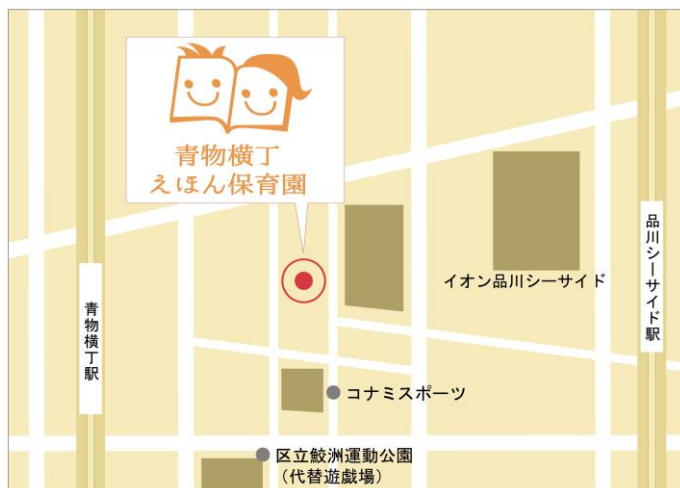 青物横丁
えほん保育園
品川シーサイド駅
イオン品川シーサイド
青物横丁駅
コナミスポーツ
区立鮫洲運動公園
（代替遊戯場）